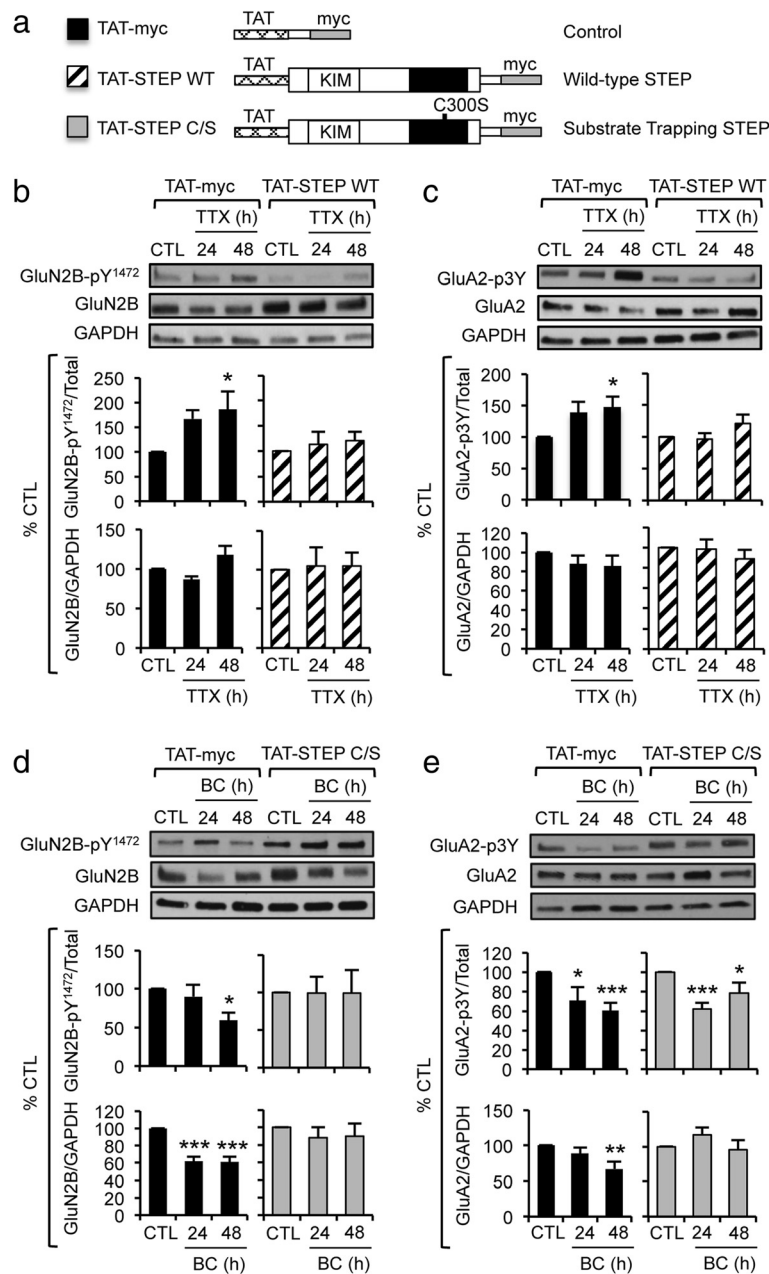 a
TAT-myc
TAT
myc
Control
TAT-STEP WT
TAT
KIM
myc
Wild-type STEP
TAT-STEP C/S
TAT
KIM
C300S
myc
Substrate Trapping STEP
b
TAT-myc TAT-STEP WT
TTX (h) TTX (h)
CTL 24 48 CTL 24 48
GluN2B-pY1472
GluN2B
GAPDH
% CTL
GluN2B-pY1472/Total
250
200
150
100
50
0
*
GluN2B/GAPDH
150
100
50
0
CTL 24 48 CTL 24 48
TTX (h) TTX (h)
c
TAT-myc TAT-STEP WT
TTX (h) TTX (h)
CTL 24 48 CTL 24 48
GluA2-p3Y
GluA2
GAPDH
% CTL
GluA2-p3Y/Total
200
150
100
50
0
*
GluA2/GAPDH
120
100
80
60
40
20
0
CTL 24 48 CTL 24 48
TTX (h) TTX (h)
d
TAT-myc TAT-STEP C/S
BC (h) BC (h)
CTL 24 48 CTL 24 48
GluN2B-pY1472
GluN2B
GAPDH
% CTL
GluN2B-pY1472/Total
150
100
50
0
*
GluN2B/GAPDH
120
100
80
60
40
20
0
*** ***
CTL 24 48 CTL 24 48
BC (h) BC (h)
e
TAT-myc TAT-STEP C/S
BC (h) BC (h)
CTL 24 48 CTL 24 48
GluA2-p3Y
GluA2
GAPDH
% CTL
GluA2-p3Y/Total
120
100
80
60
40
20
0
* *** *** *
GluA2/GAPDH
150
100
50
0
**
CTL 24 48 CTL 24 48
BC (h) BC (h)